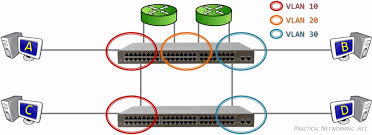 VLAN 10
VLAN 20
VLAN 30
A
B
C
D
PRACTICAL NETWORKING .NET